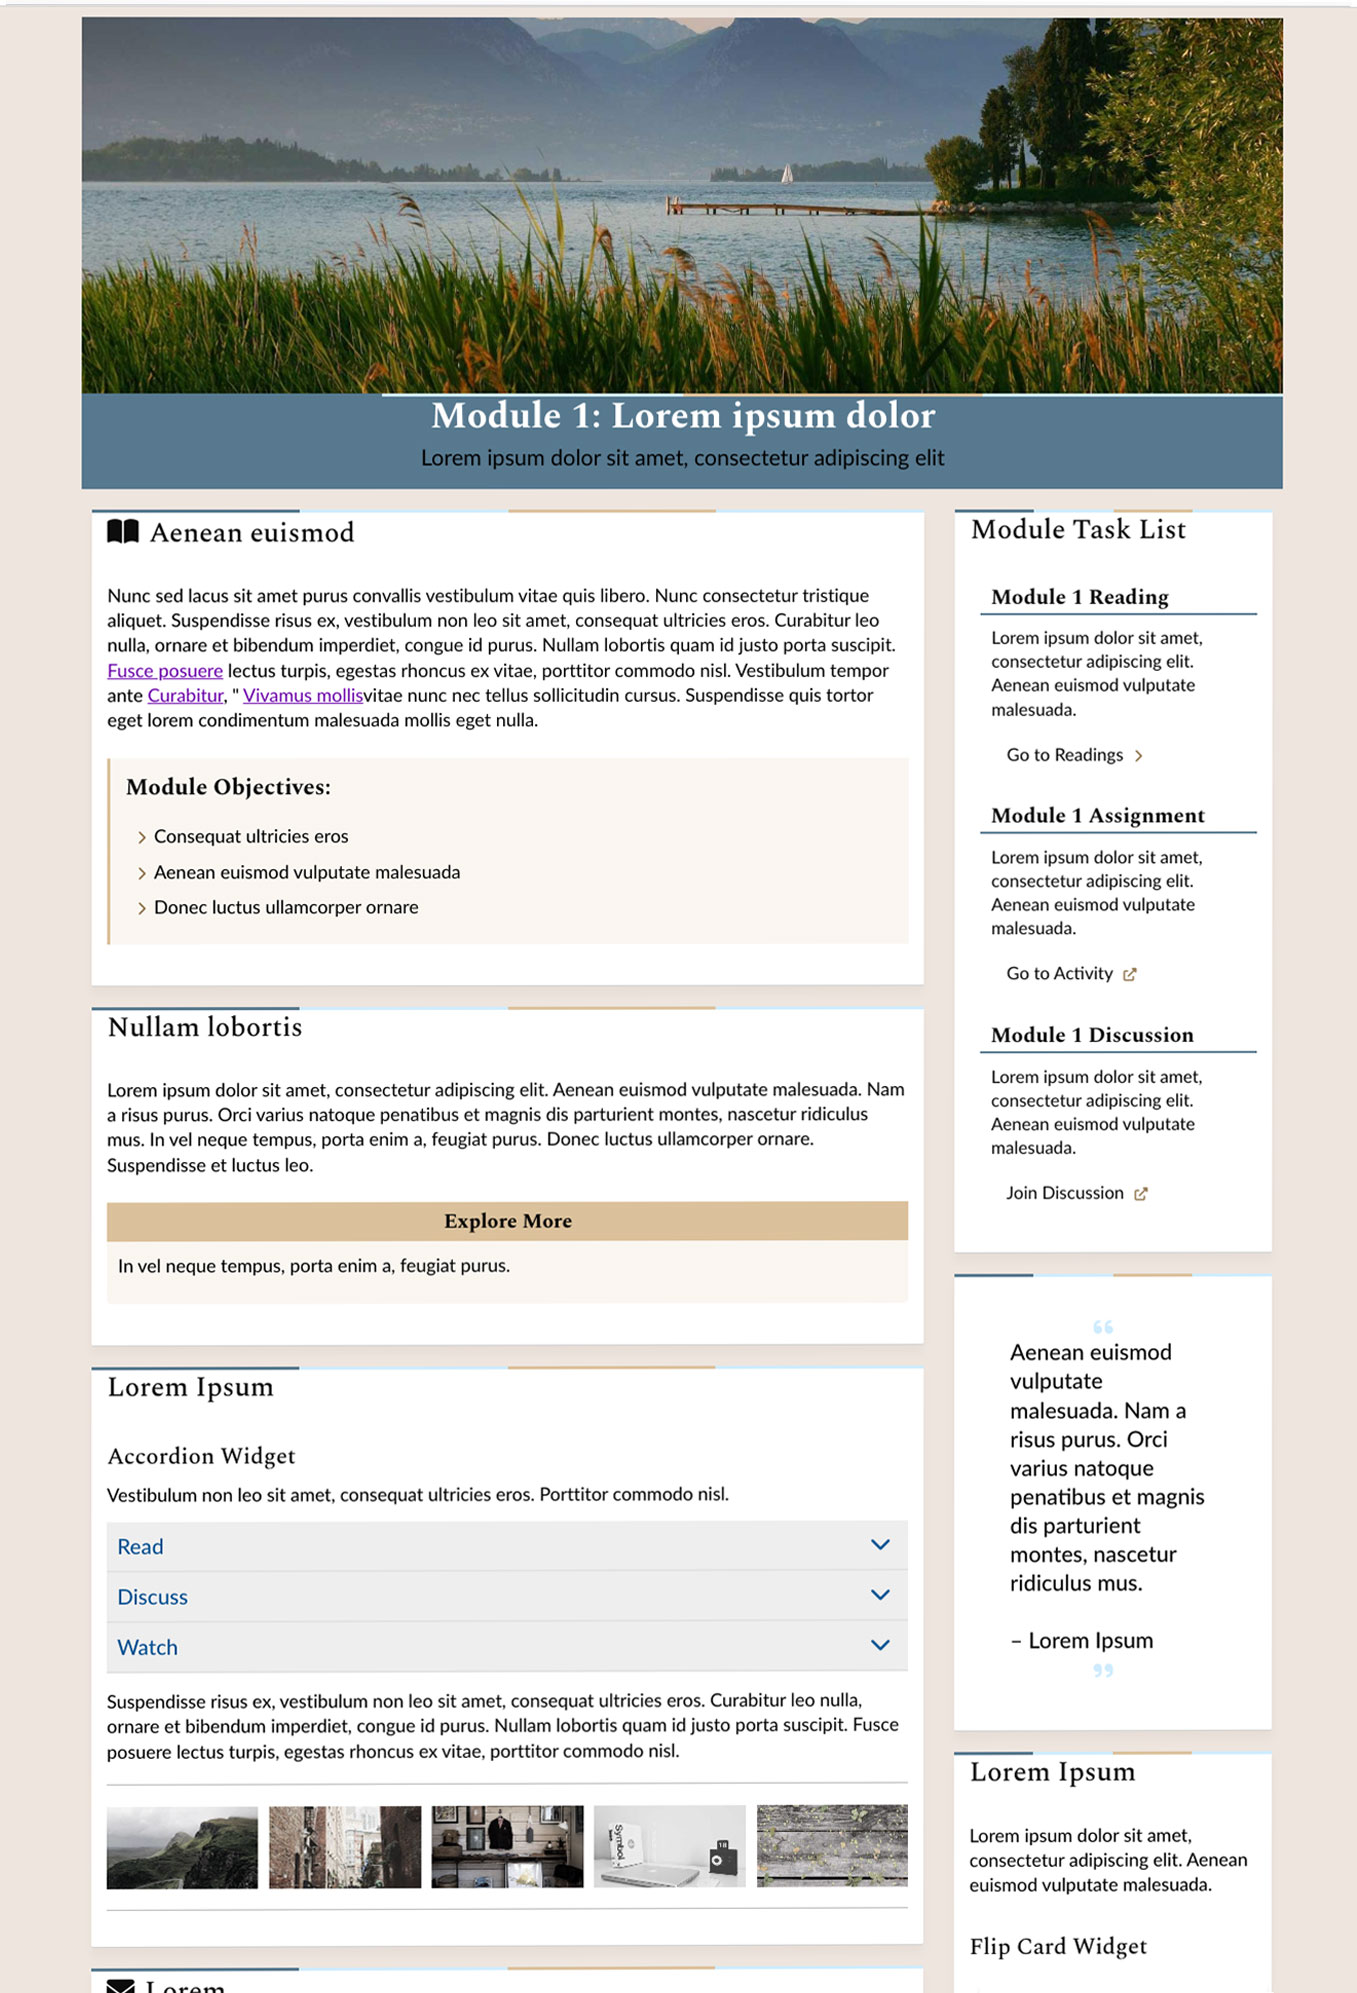 Module 1: Lorem ipsum dolor
Lorem ipsum dolor sit amet, consectetur adipiscing elit
Aenean euismod
Nunc sed lacus sit amet purus convallis vestibulum vitae quis libero. Nunc consectetur tristique
aliquet. Suspendisse risus ex, vestibulum non leo sit amet, consequat ultricies eros. Curabitur leo
nulla, ornare et bibendum imperdiet, congue id purus. Nullam lobortis quam id justo porta suscipit.
Fusce posuere lectus turpis, egestas rhoncus ex vitae, porttitor commodo nisl. Vestibulum tempor
ante Curabitur, " Vivamus mollisvitae nunc nec tellus sollicitudin cursus. Suspendisse quis tortor
eget lorem condimentum malesuada mollis eget nulla.
Module Objectives:
Consequat ultricies eros
Aenean euismod vulputate malesuada
Donec luctus ullamcorper ornare
Nullam lobortis
Lorem ipsum dolor sit amet, consectetur adipiscing elit. Aenean euismod vulputate malesuada. Nam
a risus purus. Orci varius natoque penatibus et magnis dis parturient montes, nascetur ridiculus
mus. In vel neque tempus, porta enim a, feugiat purus. Donec luctus ullamcorper ornare.
Suspendisse et luctus leo.
Explore More
In vel neque tempus, porta enim a, feugiat purus.
Lorem Ipsum
Accordion Widget
Vestibulum non leo sit amet, consequat ultricies eros. Porttitor commodo nisl.
Read
Discuss
Watch
Suspendisse risus ex, vestibulum non leo sit amet, consequat ultricies eros. Curabitur leo nulla,
ornare et bibendum imperdiet, congue id purus. Nullam lobortis quam id justo porta suscipit. Fusce
posuere lectus turpis, egestas rhoncus ex vitae, porttitor commodo nisl.
Symbol
Lorem
Module Task List
Module 1 Reading
Lorem ipsum dolor sit amet,
consectetur adipiscing elit.
Aenean euismod vulputate
malesuada.
Go to Readings
Module 1 Assignment
Lorem ipsum dolor sit amet,
consectetur adipiscing elit.
Aenean euismod vulputate
malesuada.
Go to Activity
Module 1 Discussion
Lorem ipsum dolor sit amet,
consectetur adipiscing elit.
Aenean euismod vulputate
malesuada.
Join Discussion
“
Aenean euismod
vulputate
malesuada. Nam a
risus purus. Orci
varius natoque
penatibus et magnis
dis parturient
montes, nascetur
ridiculus mus.
– Lorem Ipsum
”
Lorem Ipsum
Lorem ipsum dolor sit amet,
consectetur adipiscing elit. Aenean
euismod vulputate malesuada.
Flip Card Widget